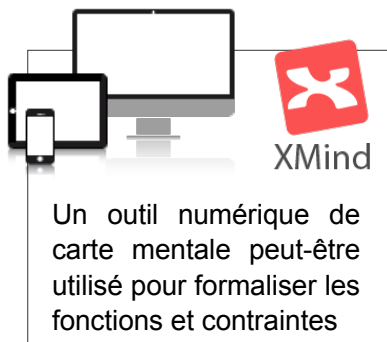 XMind
Un outil numérique de
carte mentale peut-être
utilisé pour formaliser les
fonctions et contraintes